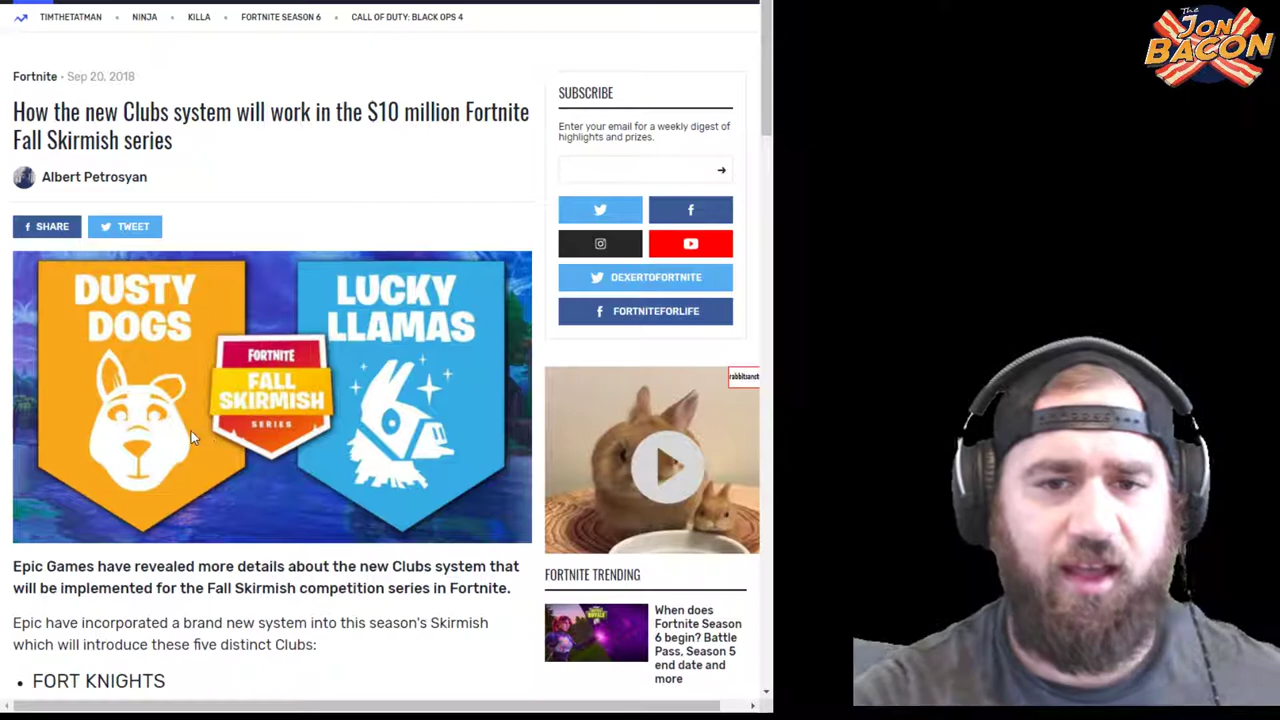 TIMTHETATMAN
NINJA
KILLA
FORTNITE SEASON 6
CALL OF DUTY: BLACK OPS 4
The
JON
BACON
Fortnite • Sep 20, 2018
How the new Clubs system will work in the $10 million Fortnite
Fall Skirmish series
Albert Petrosyan
SHARE
TWEET
DUSTY
DOGS
LUCKY
LLAMAS
FORTNITE
FALL
SKIRMISH
SERIES
Epic Games have revealed more details about the new Clubs system that
will be implemented for the Fall Skirmish competition series in Fortnite.
Epic have incorporated a brand new system into this season's Skirmish
which will introduce these five distinct Clubs:
• FORT KNIGHTS
SUBSCRIBE
Enter your email for a weekly digest of
highlights and prizes.
DEXERTOFORTNITE
FORTNITEFORLIFE
FORTNITE TRENDING
When does
Fortnite Season
6 begin? Battle
Pass, Season 5
end date and
more